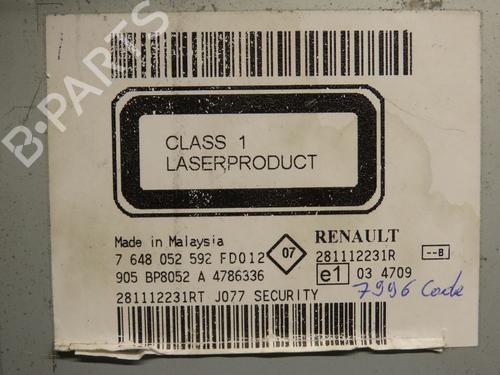 B-PARTS
CLASS 1
LASERPRODUCT
Made in Malaysia
7 648 052 592 FD012
07
RENAULT
281112231R
--B
905 BP8052 A 4786336
e1
03 4709
281112231RT J077 SECURITY
7996 Code